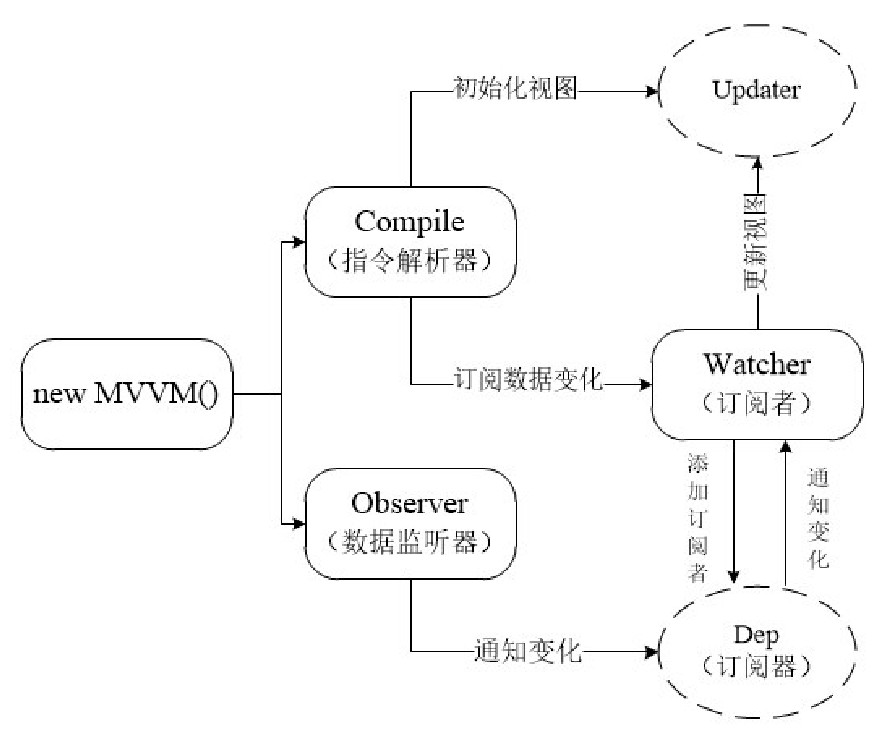 初始化视图
Updater
Compile
（指令解析器）
更新视图
new MVVM()
订阅数据变化
Watcher
（订阅者）
Observer
（数据监听器）
添加订阅者
通知变化
通知变化
Dep
（订阅器）